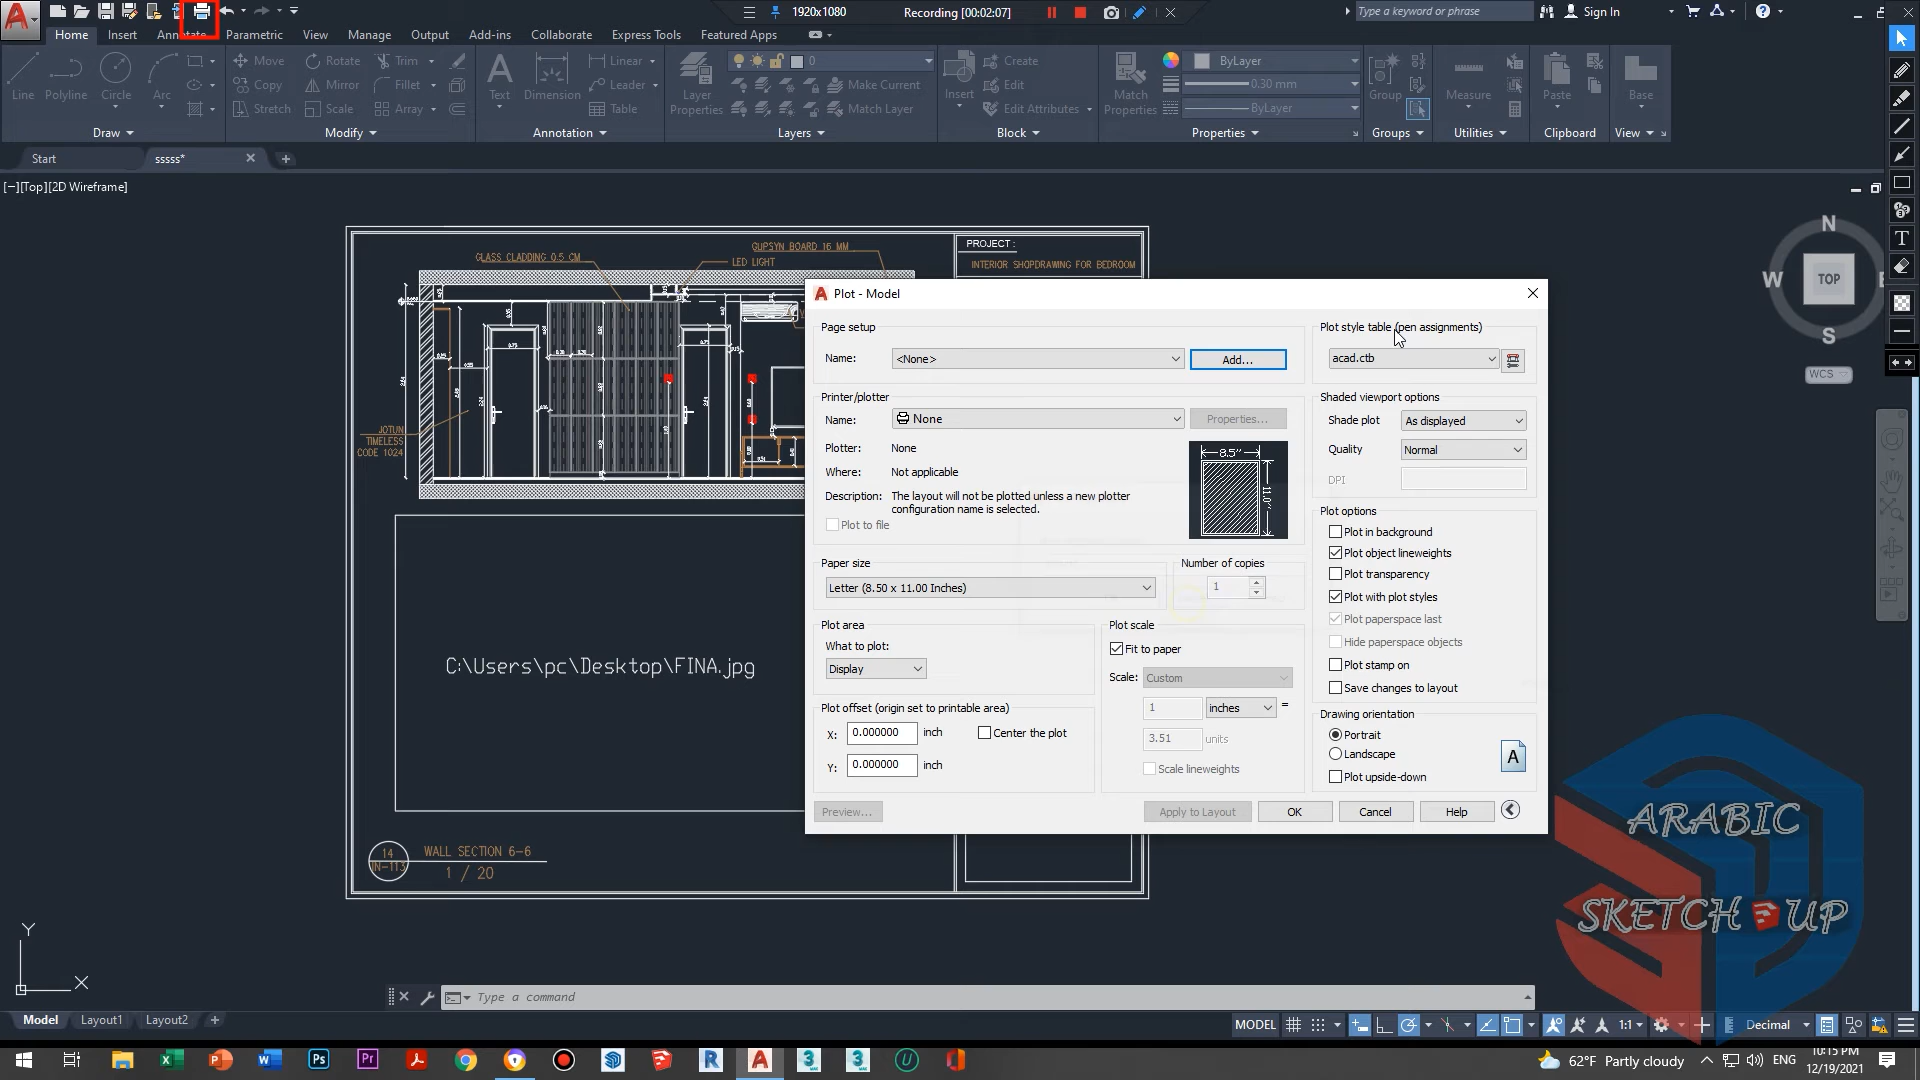 1920x1080
Recording [00:02:07]
Type a keyword or phrase
Sign In
Home
Insert
Annotate
Parametric
View
Manage
Output
Add-ins
Collaborate
Express Tools
Featured Apps
Line
Polyline
Circle
Arc
Move
Rotate
Trim
Copy
Mirror
Fillet
Stretch
Scale
Array
Text
Dimension
Linear
Leader
Table
Layer
Properties
0
Make Current
Match Layer
Insert
Create
Edit
Edit Attributes
Match
Properties
ByLayer
0.30 mm
ByLayer
Group
Measure
Paste
Base
Draw
Modify
Annotation
Layers
Block
Properties
Groups
Utilities
Clipboard
View
Start
sssss*
[−][Top][2D Wireframe]
N
W
TOP
S
WCS
GLASS CLADDING 0.5 CM
GUPSYN BOARD 16 MM
LED LIGHT
PROJECT :
INTERIOR SHOPDRAWING FOR BEDROOM
JOTUN
TIMELESS
CODE 1024
C:\Users\pc\Desktop\FINA.jpg
14
IN-113
WALL SECTION 6-6
1 / 20
Plot - Model
Page setup
Name:
<None>
Add...
Printer/plotter
Name:
None
Properties...
Plotter:
None
Where:
Not applicable
Description:
The layout will not be plotted unless a new plotter
configuration name is selected.
Plot to file
8.5"
11.0"
Paper size
Letter (8.50 x 11.00 Inches)
Number of copies
1
Plot area
What to plot:
Display
Plot offset (origin set to printable area)
X:
0.000000
inch
Center the plot
Y:
0.000000
inch
Plot scale
Fit to paper
Scale:
Custom
1
inches
=
3.51
units
Scale lineweights
Plot style table (pen assignments)
acad.ctb
Shaded viewport options
Shade plot
As displayed
Quality
Normal
DPI
Plot options
Plot in background
Plot object lineweights
Plot transparency
Plot with plot styles
Plot paperspace last
Hide paperspace objects
Plot stamp on
Save changes to layout
Drawing orientation
Portrait
Landscape
A
Plot upside-down
Preview...
Apply to Layout
OK
Cancel
Help
ARABIC
SKETCH UP
Y
X
Type a command
Model
Layout1
Layout2
MODEL
1:1
Decimal
62°F Partly cloudy
ENG
10:15 PM
12/19/2021